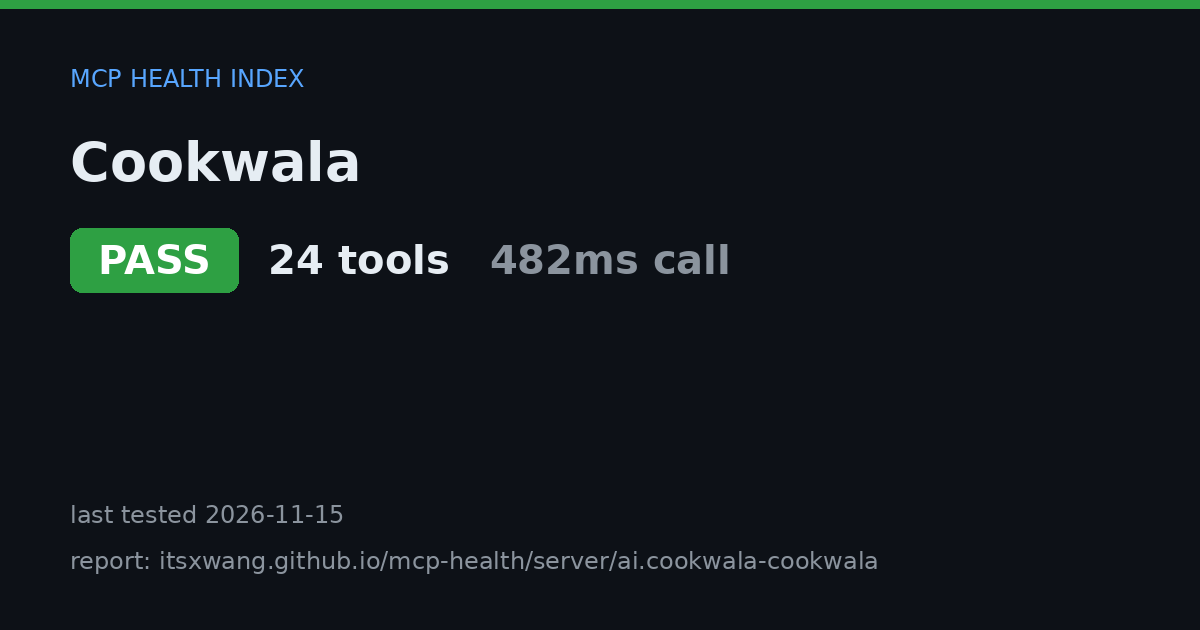 MCP HEALTH INDEX
Cookwala
PASS 24 tools 482ms call
last tested 2026-11-15
report: itsxwang.github.io/mcp-health/server/ai.cookwala-cookwala